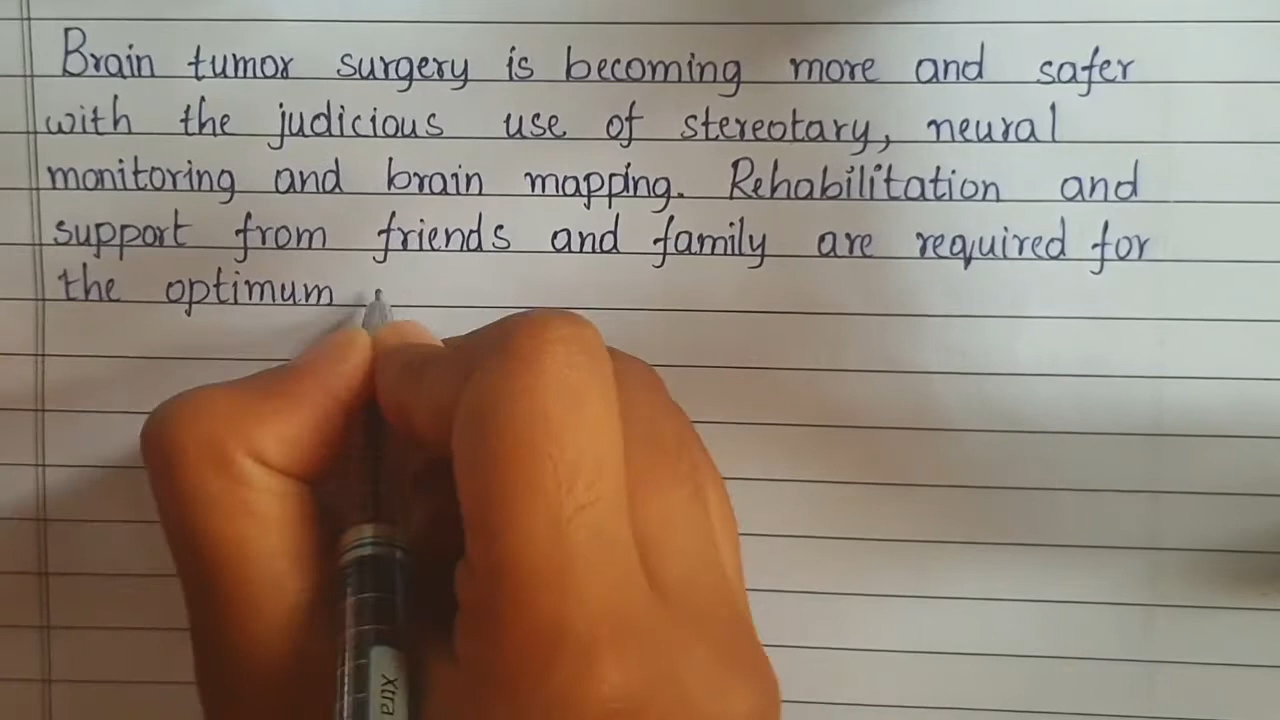 Brain tumor surgery is becoming more and safer
with the judicious use of stereotary, neural
monitoring and brain mapping. Rehabilitation and
support from friends and family are required for
the optimum
Xtra